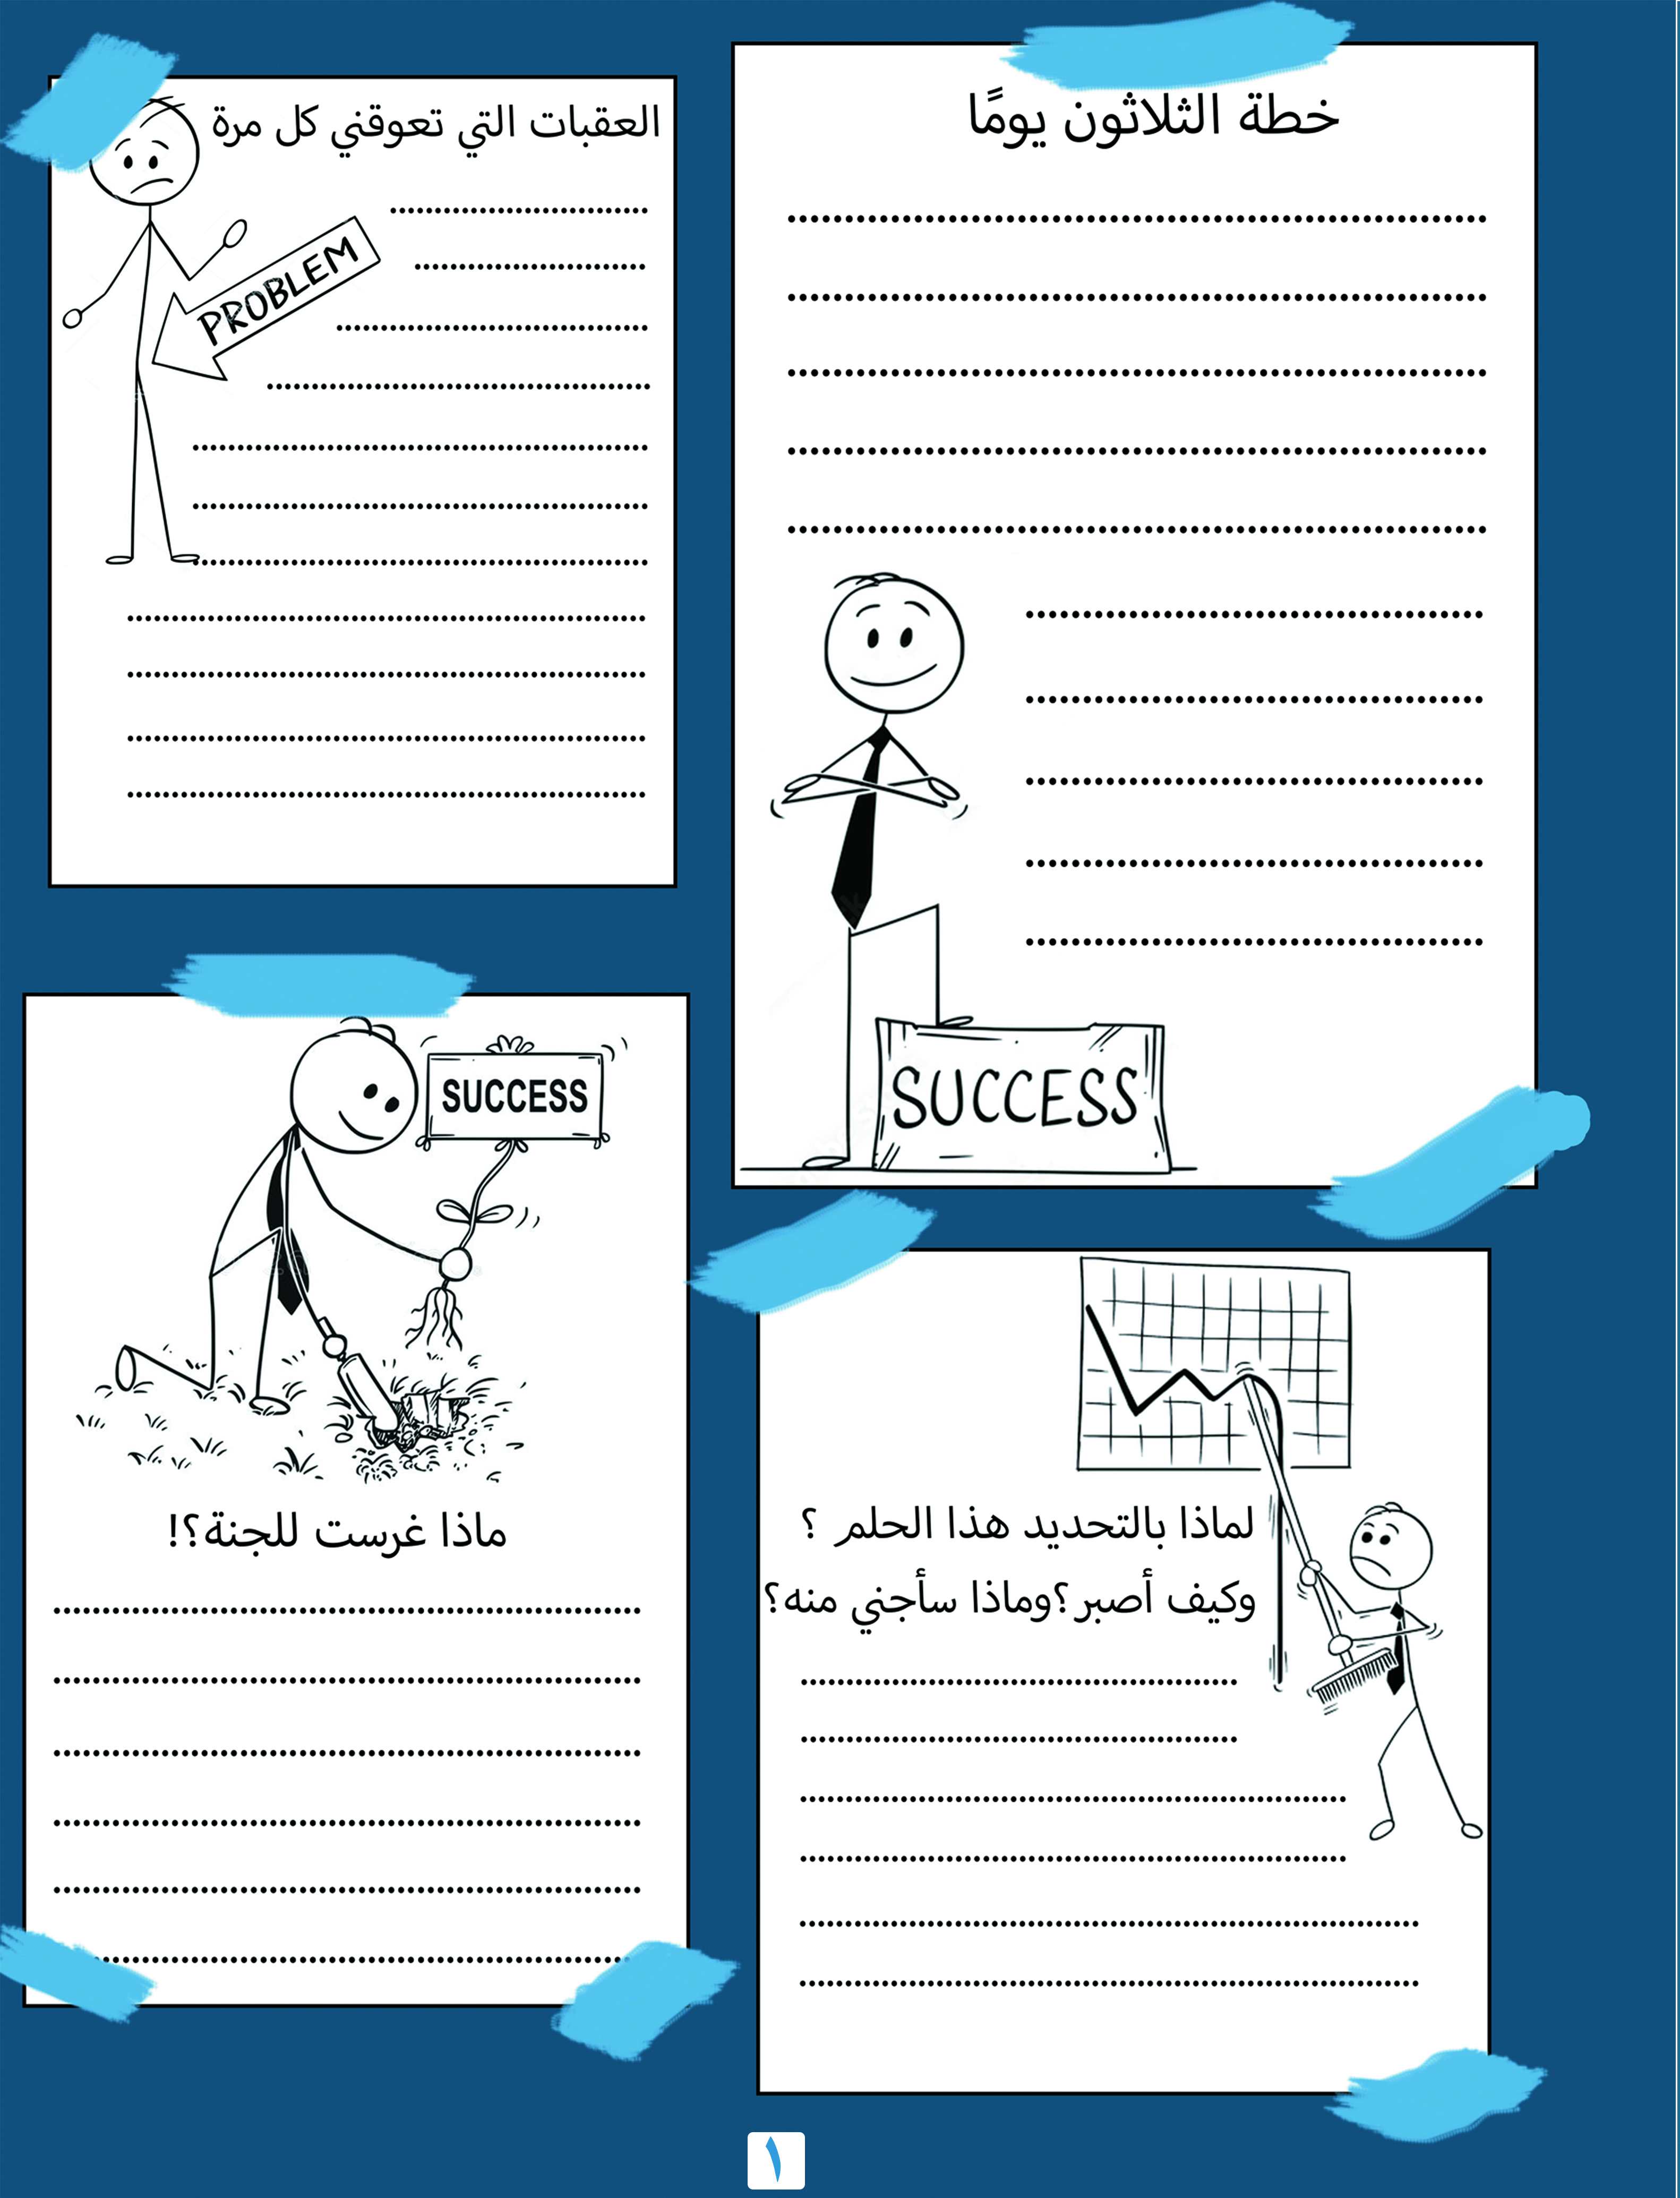 خطة الثلاثون يومًا
SUCCESS
العقبات التي تعوقني كل مرة
PROBLEM
لماذا بالتحديد هذا الحلم ؟
وكيف أصبر؟وماذا سأجني منه؟
SUCCESS
ماذا غرست للجنة؟!
١